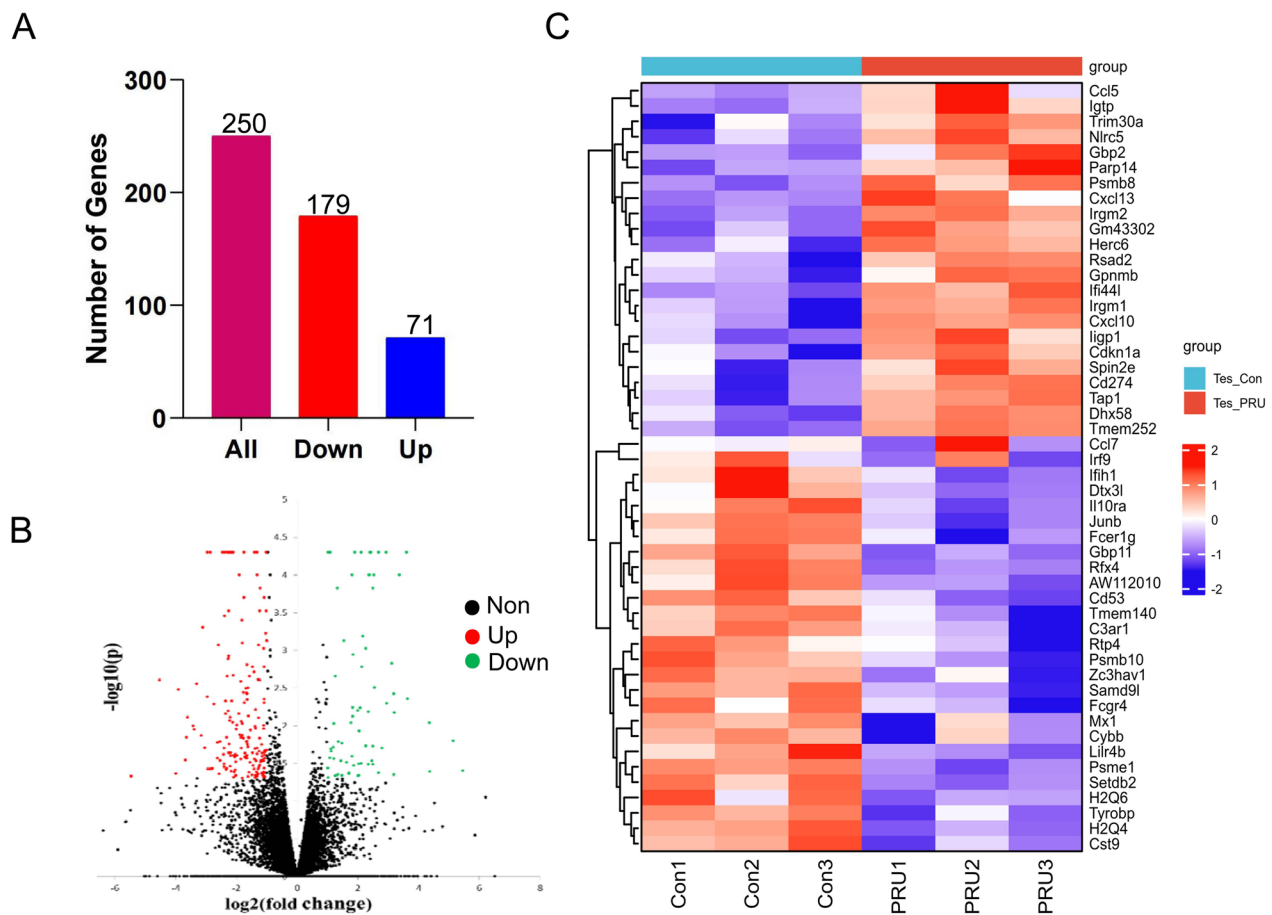 A
300
200
100
0
Number of Genes
250
179
71
All
Down
Up
B
5
4.5
4
3.5
3
2.5
2
1.5
-log10(p)
-6
-4
-2
0
2
4
6
8
log2(fold change)
Non
Up
Down
C
group
Ccl5
Igtp
Trim30a
Nlrc5
Gbp2
Parp14
Psmb8
Cxcl13
Irgm2
Gm43302
Herc6
Rsad2
Gpnmb
Ifi44l
Irgm1
Cxcl10
Iigp1
Cdkn1a
Spin2e
Cd274
Tap1
Dhx58
Tmem252
Ccl7
Irf9
Ifih1
Dtx3l
Il10ra
Junb
Fcer1g
Gbp11
Rfx4
AW112010
Cd53
Tmem140
C3ar1
Rtp4
Psmb10
Zc3hav1
Samd9l
Fcgr4
Mx1
Cybb
Lilr4b
Psme1
Setdb2
H2Q6
Tyrobp
H2Q4
Cst9
Con1
Con2
Con3
PRU1
PRU2
PRU3
group
Tes_Con
Tes_PRU
2
1
0
-1
-2